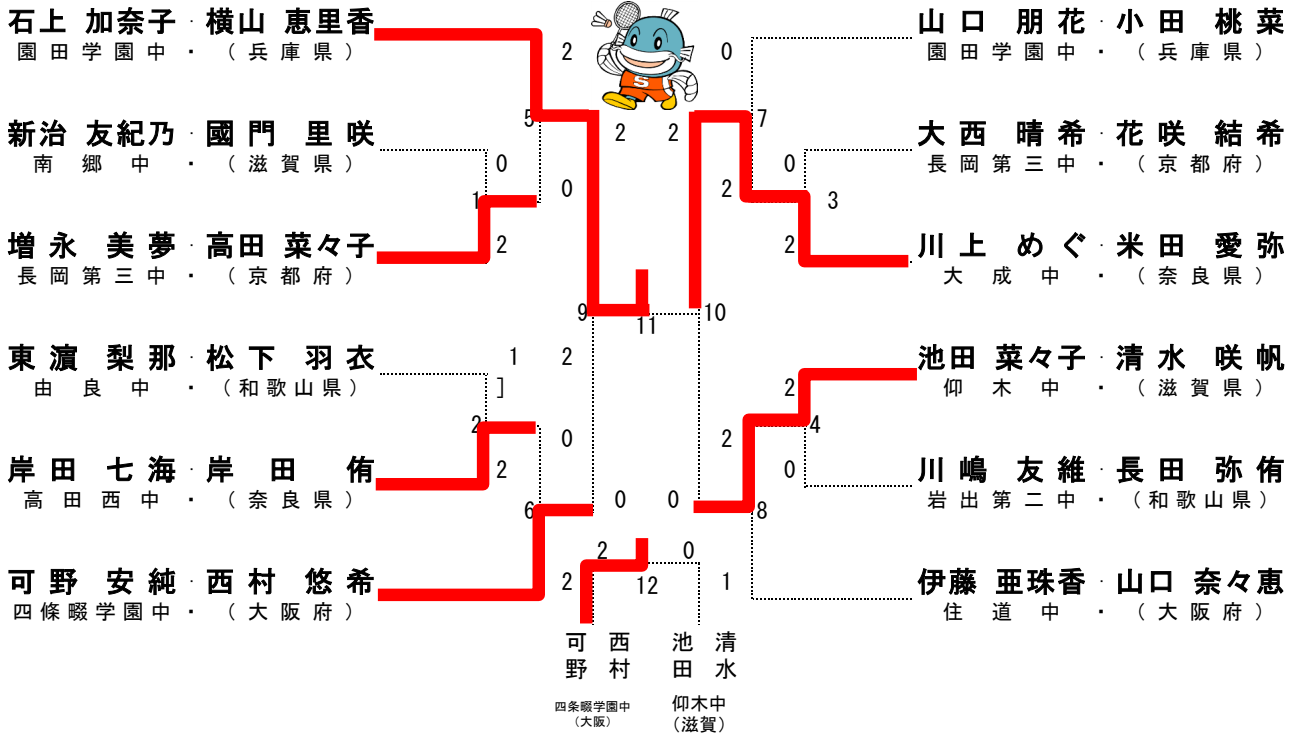 石上 加奈子・横山 恵里香
園田学園中・（兵庫県）
新治 友紀乃・國門 里咲
南郷中・（滋賀県）
増永 美夢・高田 菜々子
長岡第三中・（京都府）
東濵 梨那・松下 羽衣
由良中・（和歌山県）
岸田 七海・岸田 侑
高田西中・（奈良県）
可野 安純・西村 悠希
四條畷学園中・（大阪府）
2
5
0
0
1
2
9
2
1
]
2
0
2
6
2
S
2
2
11
0
0
2
0
12
可野 西村
四条畷学園中
（大阪）
池田 清水
仰木中
（滋賀）
0
7
0
2
3
2
10
2
2
4
0
8
1
山口 朋花・小田 桃菜
園田学園中・（兵庫県）
大西 晴希・花咲 結希
長岡第三中・（京都府）
川上 めぐ・米田 愛弥
大成中・（奈良県）
池田 菜々子・清水 咲帆
仰木中・（滋賀県）
川嶋 友維・長田 弥侑
岩出第二中・（和歌山県）
伊藤 亜珠香・山口 奈々恵
住道中・（大阪府）